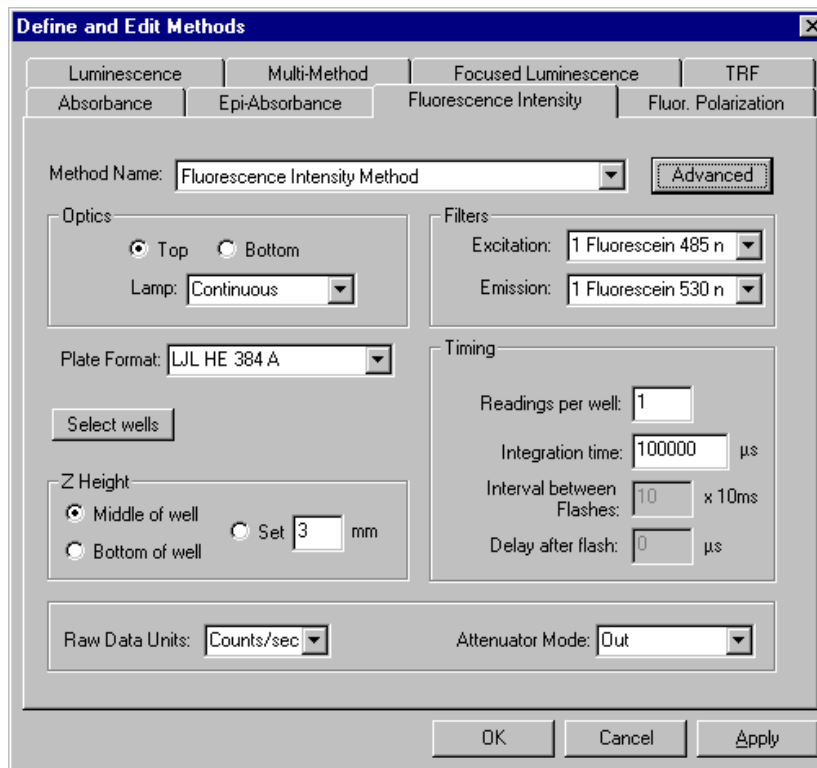 Define and Edit Methods
Luminescence Multi-Method Focused Luminescence TRF
Absorbance Epi-Absorbance Fluorescence Intensity Fluor. Polarization
Method Name: Fluorescence Intensity Method Advanced
Optics
Top Bottom
Lamp: Continuous
Filters
Excitation: 1 Fluorescein 485 n
Emission: 1 Fluorescein 530 n
Plate Format: LJL HE 384 A
Select wells
Z Height
Middle of well
Bottom of well
Set 3 mm
Timing
Readings per well: 1
Integration time: 100000 µs
Interval between
Flashes: 10 x 10ms
Delay after flash: 0 µs
Raw Data Units: Counts/sec Attenuator Mode: Out
OK Cancel Apply